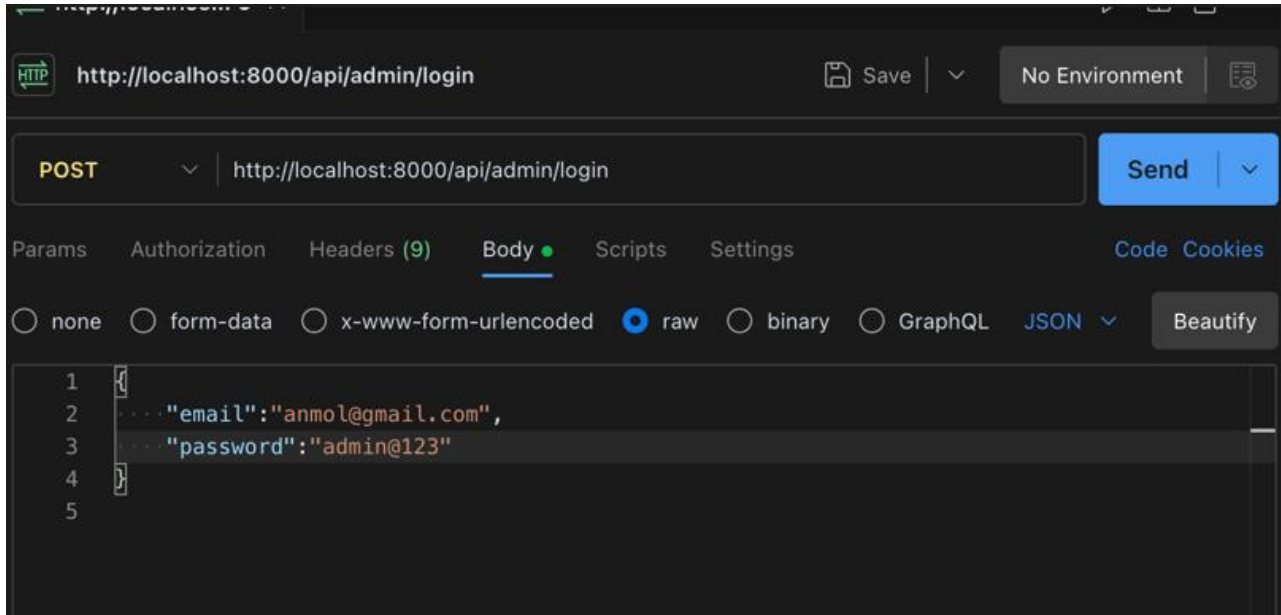 HTTP http://localhost:8000/api/admin/login Save No Environment
POST http://localhost:8000/api/admin/login Send
Params Authorization Headers (9) Body Scripts Settings Code Cookies
none form-data x-www-form-urlencoded raw binary GraphQL JSON Beautify
1 {
2 "email":"anmol@gmail.com",
3 "password":"admin@123"
4 }
5